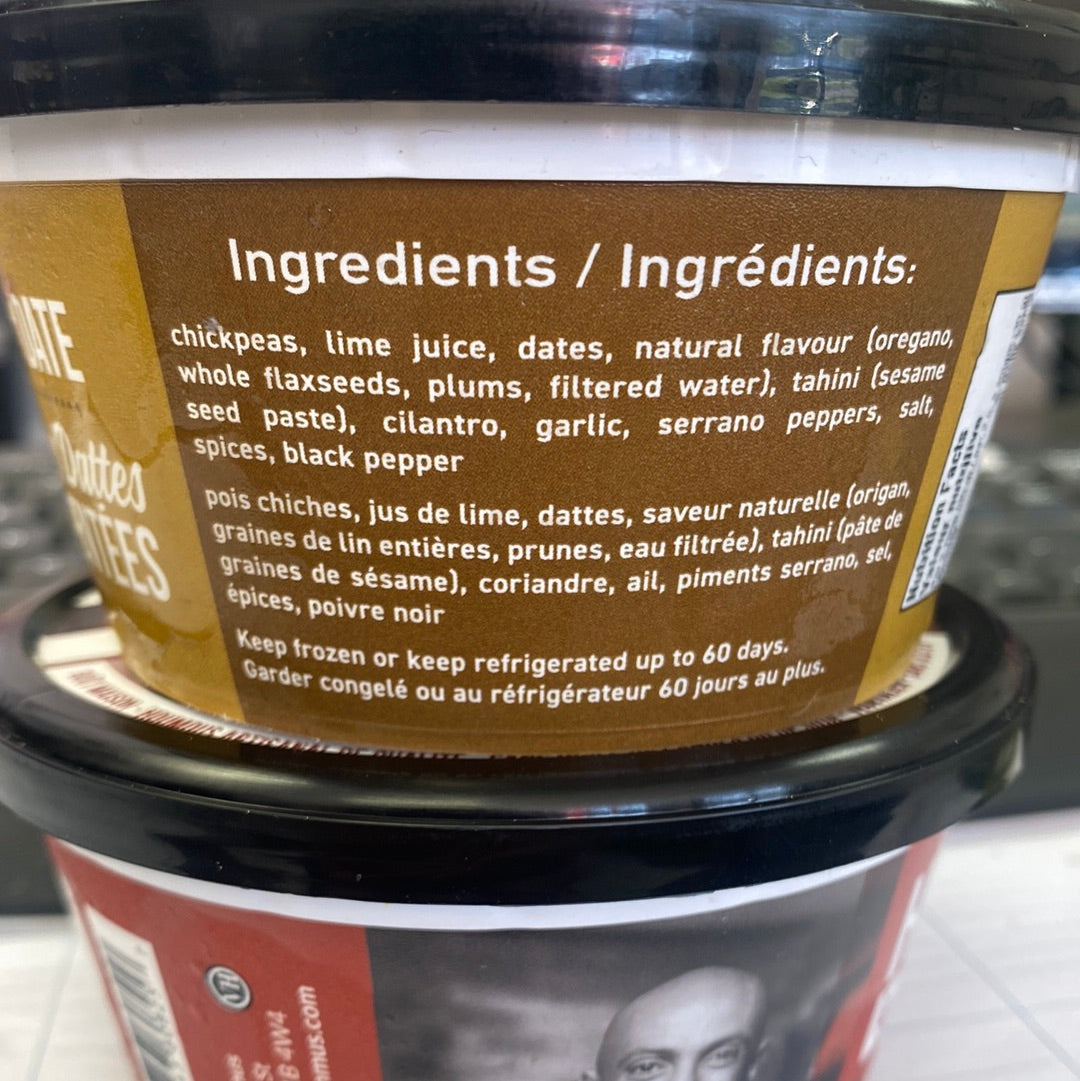 Ingredients / Ingrédients:
chickpeas, lime juice, dates, natural flavour (oregano,
whole flaxseeds, plums, filtered water), tahini (sesame
seed paste), cilantro, garlic, serrano peppers, salt,
spices, black pepper
pois chiches, jus de lime, dattes, saveur naturelle (origan,
graines de lin entières, prunes, eau filtrée), tahini (pâte de
graines de sésame), coriandre, ail, piments serrano, sel,
épices, poivre noir
Keep frozen or keep refrigerated up to 60 days.
Garder congelé ou au réfrigérateur 60 jours au plus.
Dattes
Nutrition Facts